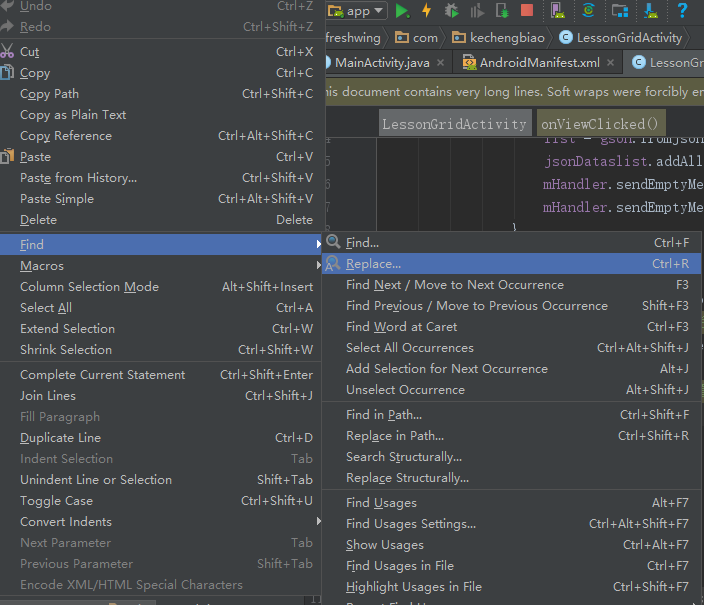 Undo Ctrl+Z
Redo Ctrl+Shift+Z
Cut Ctrl+X
Copy Ctrl+C
Copy Path Ctrl+Shift+C
Copy as Plain Text
Copy Reference Ctrl+Alt+Shift+C
Paste Ctrl+V
Paste from History... Ctrl+Shift+V
Paste Simple Ctrl+Alt+Shift+V
Delete Delete
Find
Macros
Column Selection Mode Alt+Shift+Insert
Select All Ctrl+A
Extend Selection Ctrl+W
Shrink Selection Ctrl+Shift+W
Complete Current Statement Ctrl+Shift+Enter
Join Lines Ctrl+Shift+J
Fill Paragraph
Duplicate Line Ctrl+D
Indent Selection Tab
Unindent Line or Selection Shift+Tab
Toggle Case Ctrl+Shift+U
Convert Indents
Next Parameter Tab
Previous Parameter Shift+Tab
Encode XML/HTML Special Characters
app
freshwing com kechengbiao LessonGridActivity
MainActivity.java AndroidManifest.xml LessonGr
his document contains very long lines. Soft wraps were forcibly en
LessonGridActivity onViewClicked()
list = gson.fromJson
jsonDataslist.addAll
mHandler.sendEmptyMe
mHandler.sendEmptyMe
}
Find... Ctrl+F
Replace... Ctrl+R
Find Next / Move to Next Occurrence F3
Find Previous / Move to Previous Occurrence Shift+F3
Find Word at Caret Ctrl+F3
Select All Occurrences Ctrl+Alt+Shift+J
Add Selection for Next Occurrence Alt+J
Unselect Occurrence Alt+Shift+J
Find in Path... Ctrl+Shift+F
Replace in Path... Ctrl+Shift+R
Search Structurally...
Replace Structurally...
Find Usages Alt+F7
Find Usages Settings... Ctrl+Alt+Shift+F7
Show Usages Ctrl+Alt+F7
Find Usages in File Ctrl+F7
Highlight Usages in File Ctrl+Shift+F7